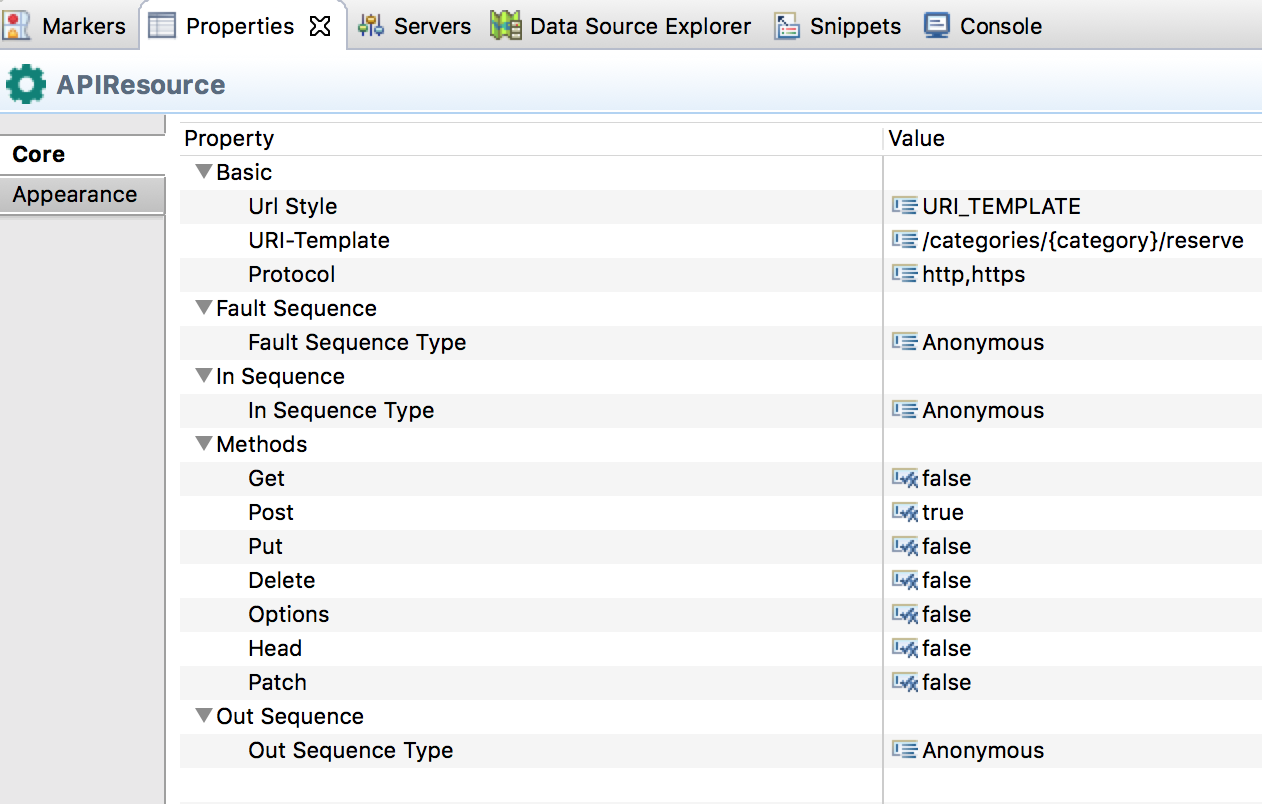 Markers Properties Servers Data Source Explorer Snippets Console
APIResource
Core
Appearance
Property Value
Basic
Url Style URI_TEMPLATE
URI-Template /categories/{category}/reserve
Protocol http,https
Fault Sequence
Fault Sequence Type Anonymous
In Sequence
In Sequence Type Anonymous
Methods
Get false
Post true
Put false
Delete false
Options false
Head false
Patch false
Out Sequence
Out Sequence Type Anonymous